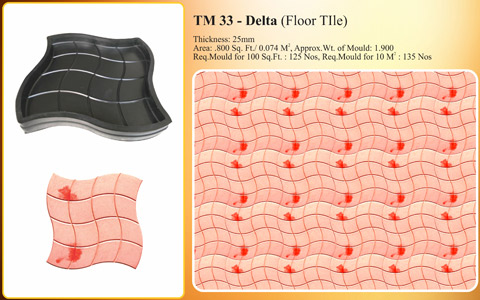 TM 33 - Delta (Floor TIle)
Thickness: 25mm
Area: .800 Sq. Ft./ 0.074 M², Approx.Wt. of Mould: 1.900
Req.Mould for 100 Sq.Ft. : 125 Nos, Req.Mould for 10 M² : 135 Nos